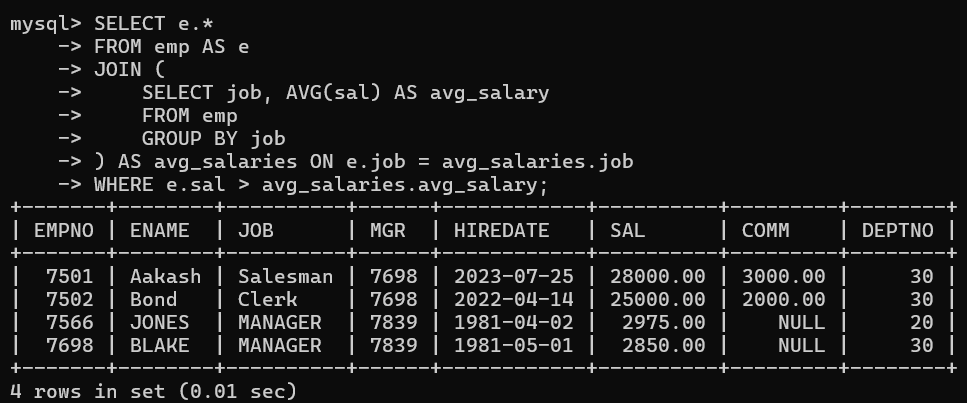 mysql> SELECT e.*
    -> FROM emp AS e
    -> JOIN (
    ->     SELECT job, AVG(sal) AS avg_salary
    ->     FROM emp
    ->     GROUP BY job
    -> ) AS avg_salaries ON e.job = avg_salaries.job
    -> WHERE e.sal > avg_salaries.avg_salary;
+-------+--------+----------+------+------------+----------+---------+--------+
| EMPNO | ENAME  | JOB      | MGR  | HIREDATE   | SAL      | COMM    | DEPTNO |
+-------+--------+----------+------+------------+----------+---------+--------+
|  7501 | Aakash | Salesman | 7698 | 2023-07-25 | 28000.00 | 3000.00 |     30 |
|  7502 | Bond   | Clerk    | 7698 | 2022-04-14 | 25000.00 | 2000.00 |     30 |
|  7566 | JONES  | MANAGER  | 7839 | 1981-04-02 |  2975.00 |    NULL |     20 |
|  7698 | BLAKE  | MANAGER  | 7839 | 1981-05-01 |  2850.00 |    NULL |     30 |
+-------+--------+----------+------+------------+----------+---------+--------+
4 rows in set (0.01 sec)